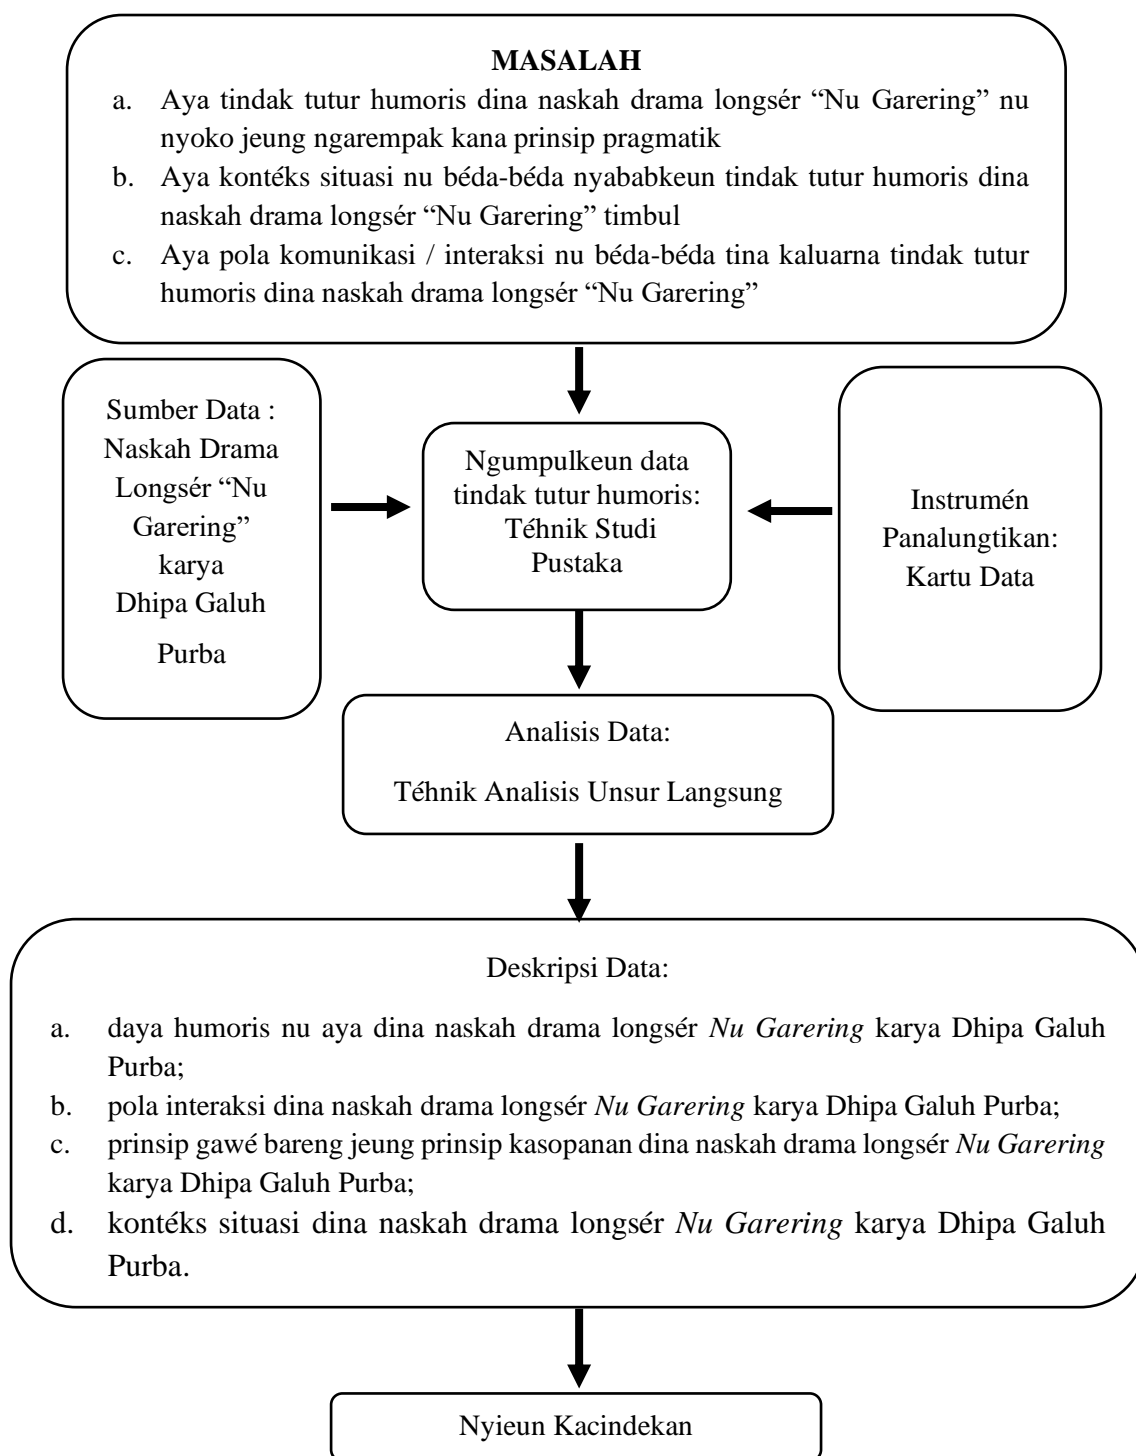 MASALAH
a. Aya tindak tutur humoris dina naskah drama longsér “Nu Garering” nu
nyoko jeung ngarempak kana prinsip pragmatik
b. Aya kontéks situasi nu béda-béda nyababkeun tindak tutur humoris dina
naskah drama longsér “Nu Garering” timbul
c. Aya pola komunikasi / interaksi nu béda-béda tina kaluarna tindak tutur
humoris dina naskah drama longsér “Nu Garering”
Sumber Data :
Naskah Drama
Longsér “Nu
Garering”
karya
Dhipa Galuh
Purba
Ngumpulkeun data
tindak tutur humoris:
Téhnik Studi
Pustaka
Instrumén
Panalungtikan:
Kartu Data
Analisis Data:
Téhnik Analisis Unsur Langsung
Deskripsi Data:
a. daya humoris nu aya dina naskah drama longsér Nu Garering karya Dhipa Galuh
Purba;
b. pola interaksi dina naskah drama longsér Nu Garering karya Dhipa Galuh Purba;
c. prinsip gawé bareng jeung prinsip kasopanan dina naskah drama longsér Nu Garering
karya Dhipa Galuh Purba;
d. kontéks situasi dina naskah drama longsér Nu Garering karya Dhipa Galuh
Purba.
Nyieun Kacindekan